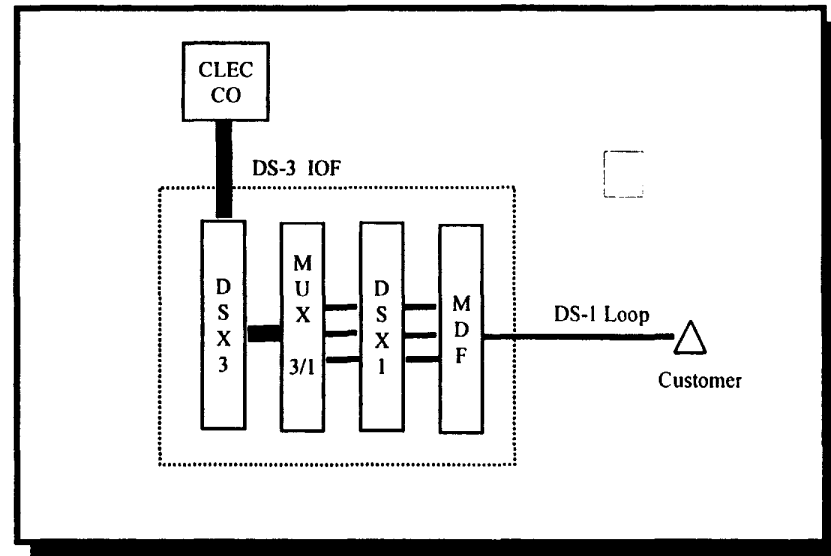 CLEC
CO
DS-3 IOF
D
S
X
3
M
U
X
3/1
D
S
X
1
M
D
F
DS-1 Loop
Customer